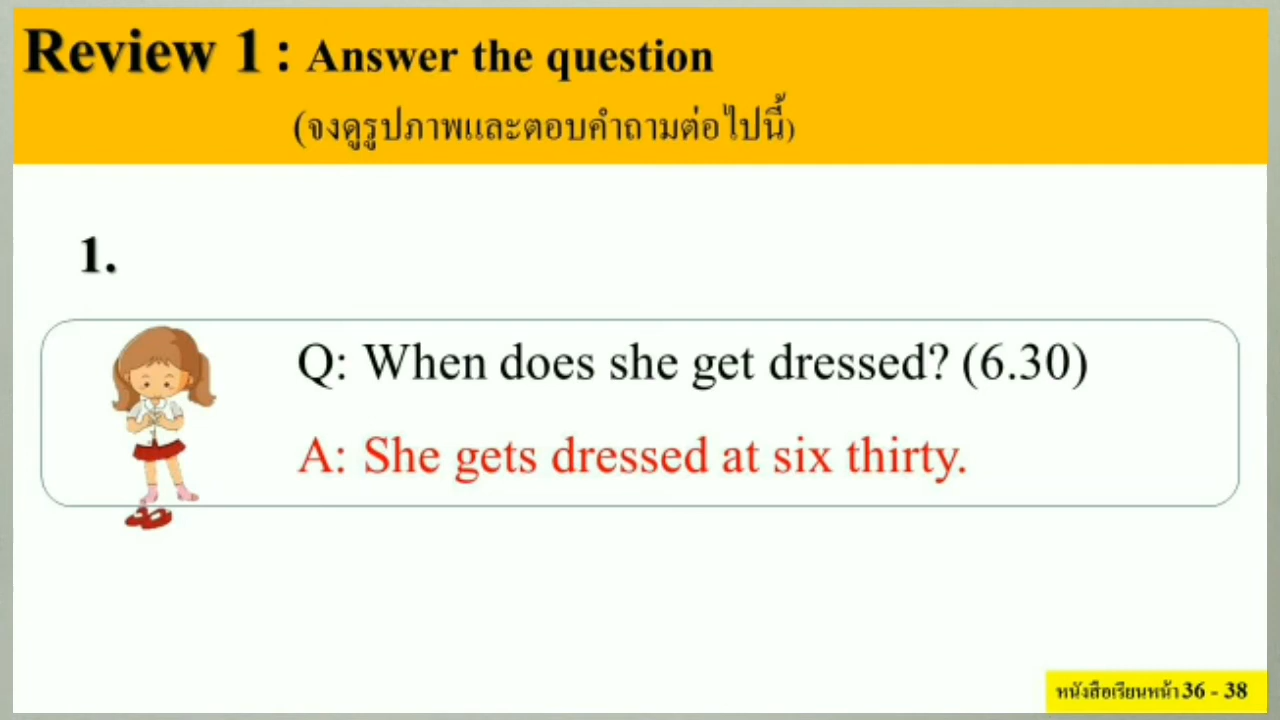 Review 1 : Answer the question
(จงดูรูปภาพและตอบคำถามต่อไปนี้)
1.
Q: When does she get dressed? (6.30)
A: She gets dressed at six thirty.
หนังสือเรียนหน้า 36 - 38